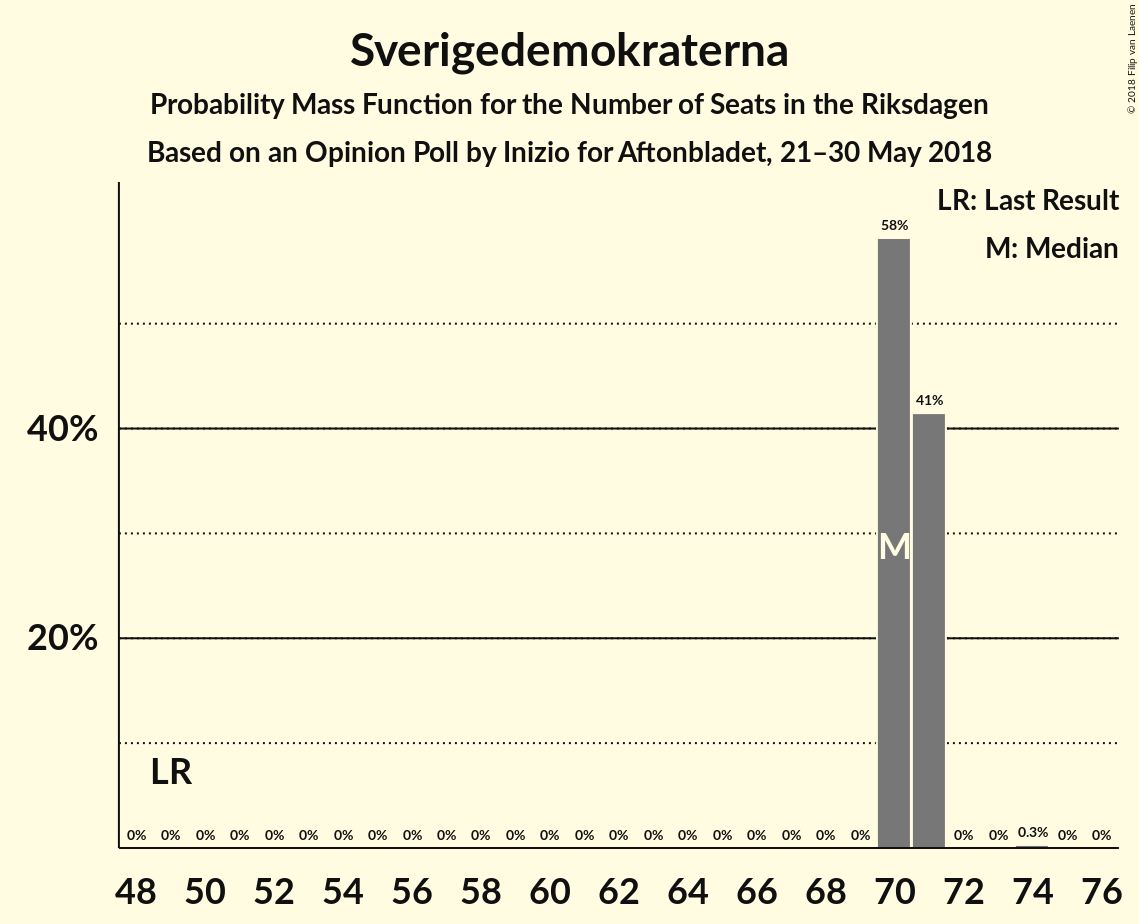 Sverigedemokraterna
Probability Mass Function for the Number of Seats in the Riksdagen
Based on an Opinion Poll by Inizio for Aftonbladet, 21–30 May 2018
© 2018 Filip van Laenen
LR: Last Result
M: Median
58%
41%
40%
M
20%
LR
0% 0% 0% 0% 0% 0% 0% 0% 0% 0% 0% 0% 0% 0% 0% 0% 0% 0% 0% 0% 0% 0% 0% 0% 0.3% 0% 0%
48 50 52 54 56 58 60 62 64 66 68 70 72 74 76